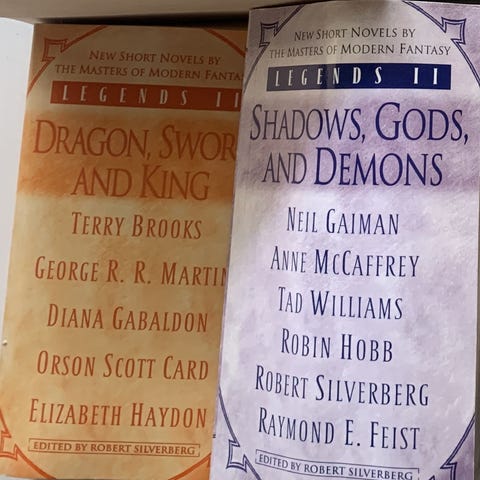 NEW SHORT NOVELS BY
THE MASTERS OF MODERN FANTAS
LEGENDS II
DRAGON, SWOR
AND KING
TERRY BROOKS
GEORGE R. R. MARTIN
DIANA GABALDON
ORSON SCOTT CARD
ELIZABETH HAYDON
EDITED BY ROBERT SILVERBERG
NEW SHORT NOVELS BY
THE MASTERS OF MODERN FANTASY
LEGENDS II
SHADOWS, GODS,
AND DEMONS
NEIL GAIMAN
ANNE MCCAFFREY
TAD WILLIAMS
ROBIN HOBB
ROBERT SILVERBERG
RAYMOND E. FEIST
EDITED BY ROBERT SILVERBERG